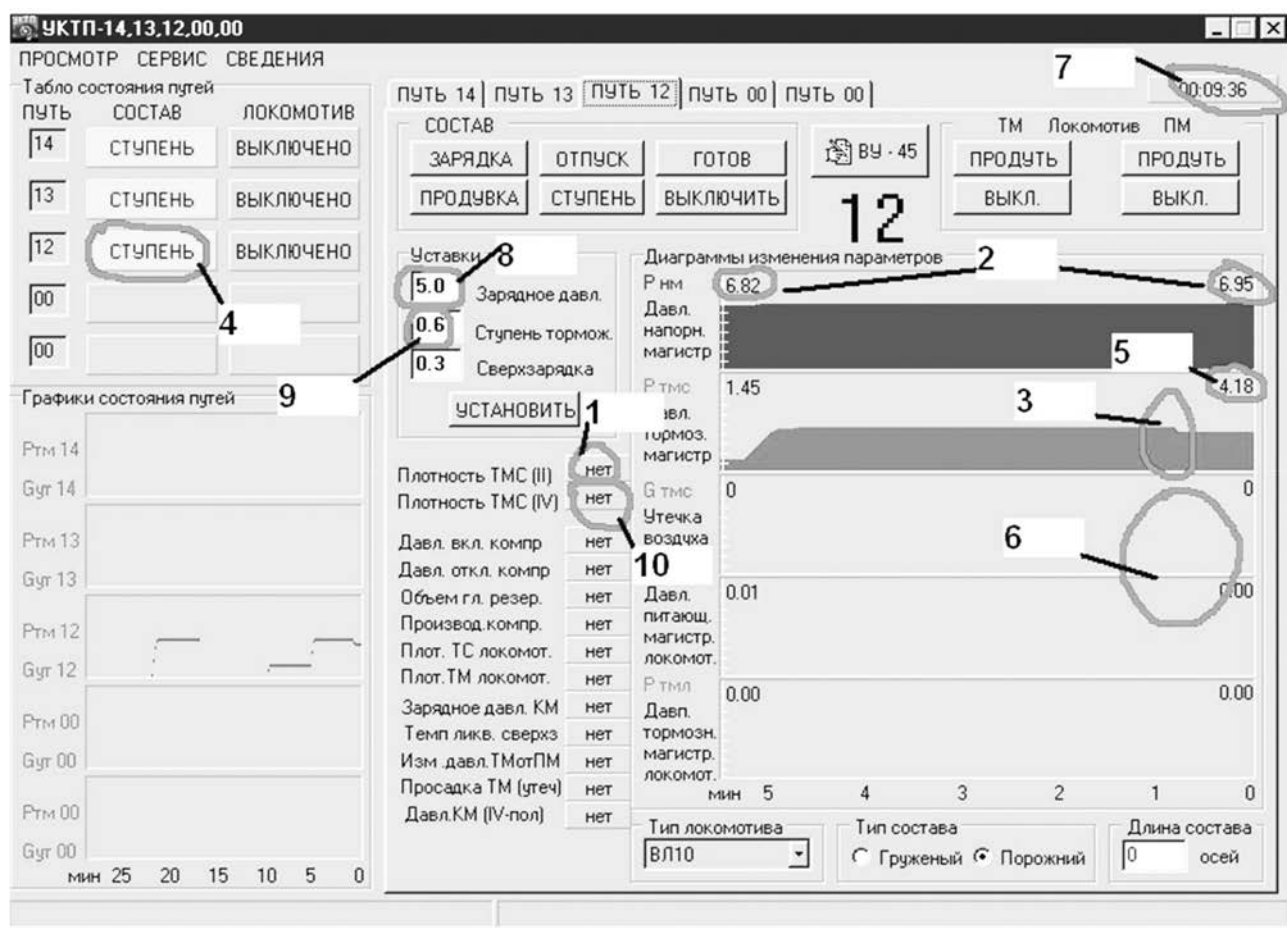 УКТП-14,13,12,00,00
ПРОСМОТР СЕРВИС СВЕДЕНИЯ
Табло состояния путей
ПУТЬ СОСТАВ ЛОКОМОТИВ
14 СТУПЕНЬ ВЫКЛЮЧЕНО
13 СТУПЕНЬ ВЫКЛЮЧЕНО
12 СТУПЕНЬ ВЫКЛЮЧЕНО
00
4
00
Графики состояния путей
9
Pтм 14
Gут 14
Pтм 13
Gут 13
Pтм 12
Gут 12
Pтм 00
Gут 00
Pтм 00
Gут 00
мин 25 20 15 10 5 0
7
00:09:36
ПУТЬ 14 ПУТЬ 13 ПУТЬ 12 ПУТЬ 00 ПУТЬ 00
СОСТАВ
ЗАРЯДКА ОТПУСК ГОТОВ
ПРОДУВКА СТУПЕНЬ ВЫКЛЮЧИТЬ
ВУ - 45
12
ТМ Локомотив ПМ
ПРОДУТЬ ПРОДУТЬ
ВЫКЛ. ВЫКЛ.
Уставки 8
5.0 Зарядное давл.
0.6 Ступень тормож.
0.3 Сверхзарядка
УСТАНОВИТЬ
1
Плотность ТМС (II) нет
Плотность ТМС (IV) нет
10
Давл. вкл. компр нет
Давл. откл. компр нет
Объем гл. резер. нет
Производ.компр. нет
Плот. ТС локомот. нет
Плот.ТМ локомот. нет
Зарядное давл. КМ нет
Темп ликв. сверхз нет
Изм .давл.ТМотПМ нет
Просадка ТМ (утеч) нет
Давл.КМ (IV-пол) нет
Диаграммы изменения параметров
2
P нм 6.82 6.95
Давл.
напорн.
магистр
5
P тмс 1.45 4.18
3
тормоз.
магистр
G тмс 0 0
Утечка
воздуха
6
Давл. 0.01 0.00
питающ.
магистр.
локомот.
P тмл 0.00 0.00
Давл.
тормозн.
магистр.
локомот.
мин 5 4 3 2 1 0
Тип локомотива
ВЛ10
Тип состава
Груженый Порожний
Длина состава
0 осей